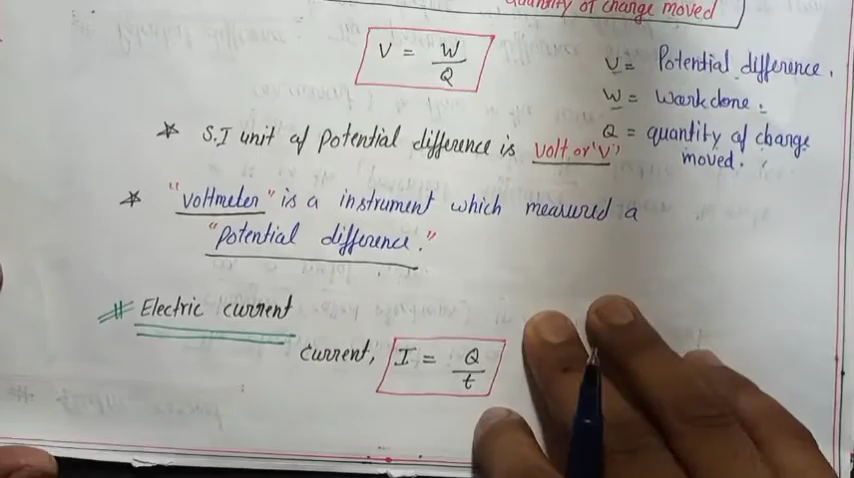 Quantity of change moved
V = W/Q
V = Potential difference.
W = Wark done.
Q = quantity of change moved.
* S.I unit of Potential difference is volt or 'V'
* "Voltmeter" is a instrument which measured a
"Potential difference."
# Electric current
Current, I = Q/t